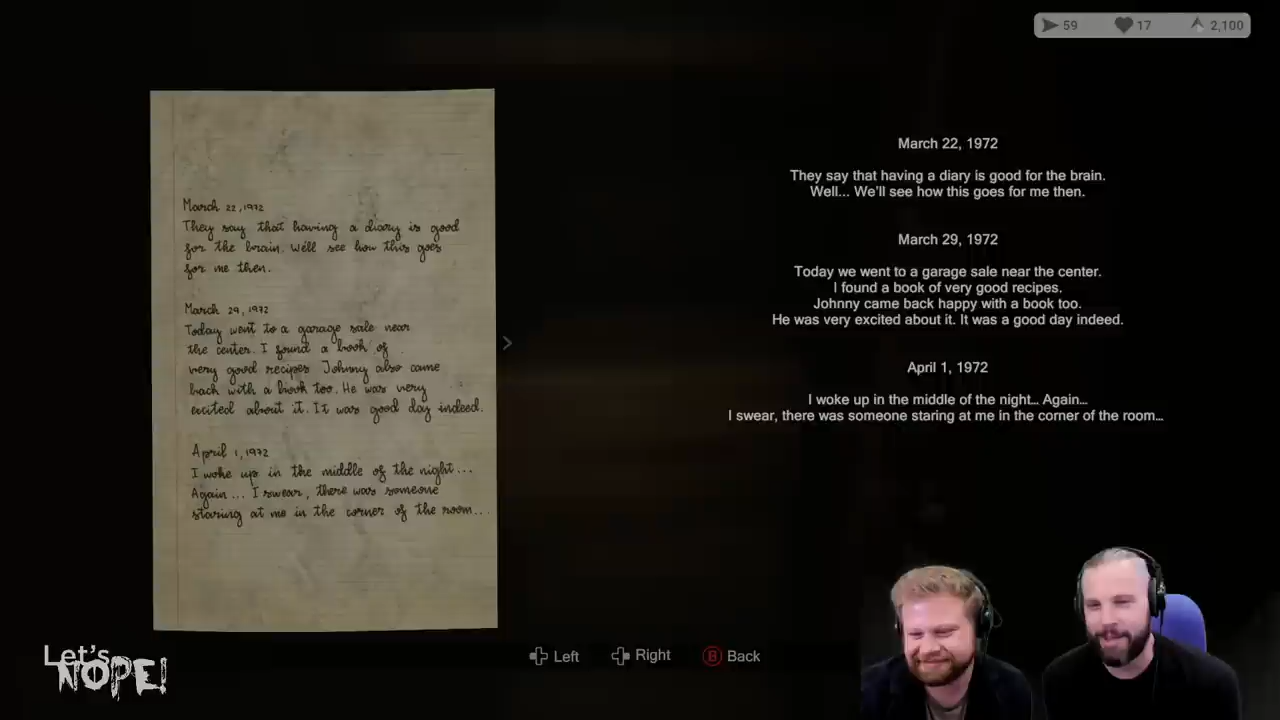 59 17 2,100
March 22, 1972
They say that having a diary is good
for the brain. We'll see how this goes
for me then.
March 29, 1972
Today went to a garage sale near
the center. I found a book of
very good recipes Johnny also came
back with a book too. He was very
excited about it. It was good day indeed.
April 1, 1972
I woke up in the middle of the night...
Again... I swear, there was someone
staring at me in the corner of the room...
March 22, 1972
They say that having a diary is good for the brain.
Well... We'll see how this goes for me then.
March 29, 1972
Today we went to a garage sale near the center.
I found a book of very good recipes.
Johnny came back happy with a book too.
He was very excited about it. It was a good day indeed.
April 1, 1972
I woke up in the middle of the night... Again...
I swear, there was someone staring at me in the corner of the room...
Let's
NOPE!
Left Right B Back